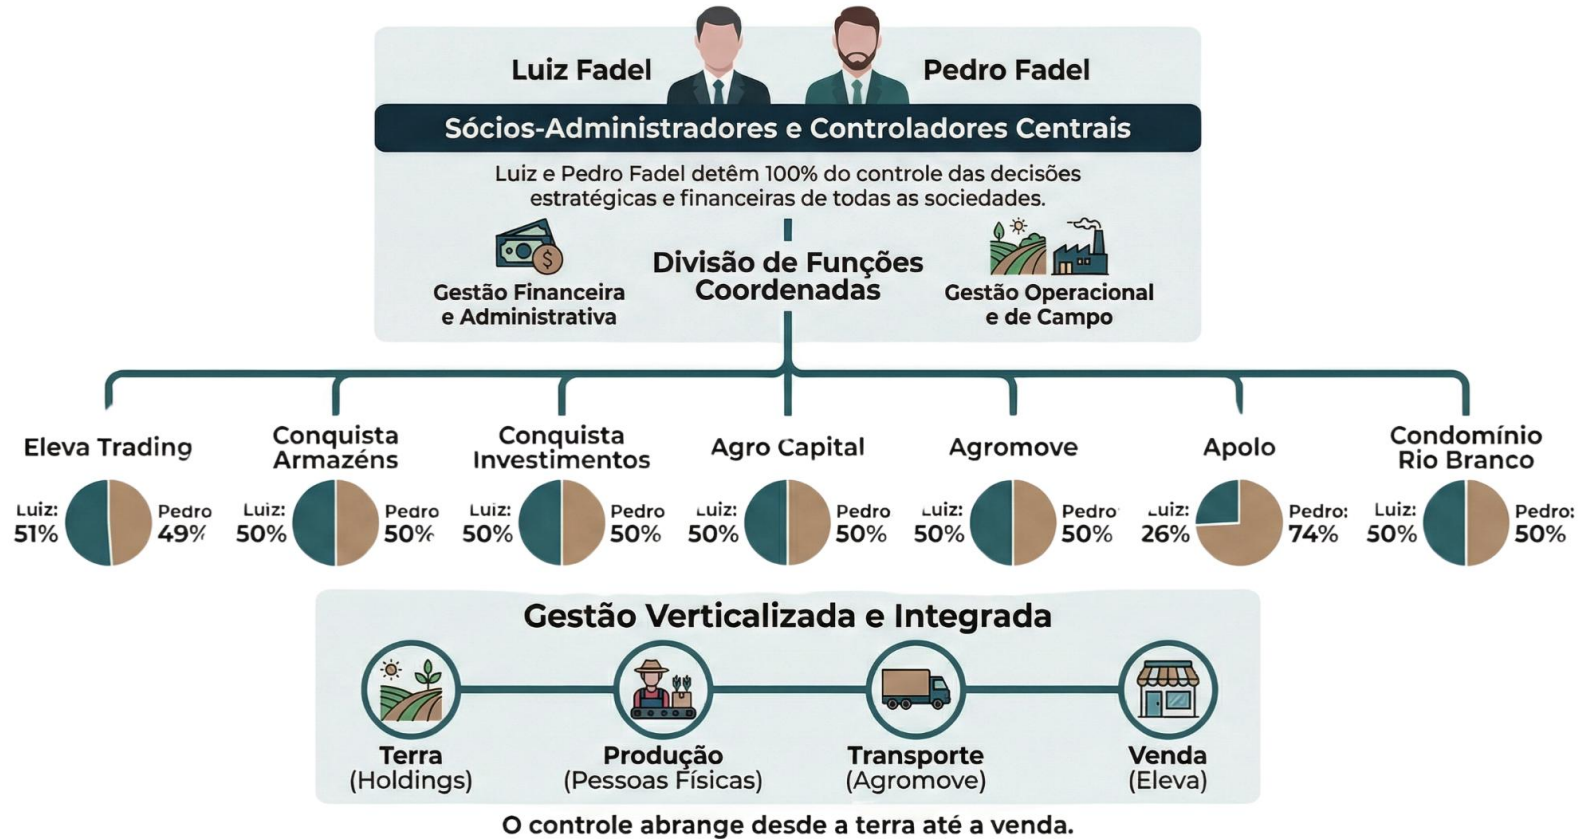 Luiz Fadel
Pedro Fadel
Sócios-Administradores e Controladores Centrais
Luiz e Pedro Fadel detêm 100% do controle das decisões
estratégicas e financeiras de todas as sociedades.
Divisão de Funções
Coordenadas
Gestão Financeira
e Administrativa
Gestão Operacional
e de Campo
Eleva Trading
Luiz:
51%
Pedro
49%
Conquista
Armazéns
Luiz:
50%
Pedro
50%
Conquista
Investimentos
Luiz:
50%
Pedro
50%
Agro Capital
Luiz:
50%
Pedro
50%
Agromove
Luiz:
50%
Pedro
50%
Apolo
Luiz:
26%
Pedro:
74%
Condomínio
Rio Branco
Luiz:
50%
Pedro:
50%
Gestão Verticalizada e Integrada
Terra
(Holdings)
Produção
(Pessoas Físicas)
Transporte
(Agromove)
Venda
(Eleva)
O controle abrange desde a terra até a venda.